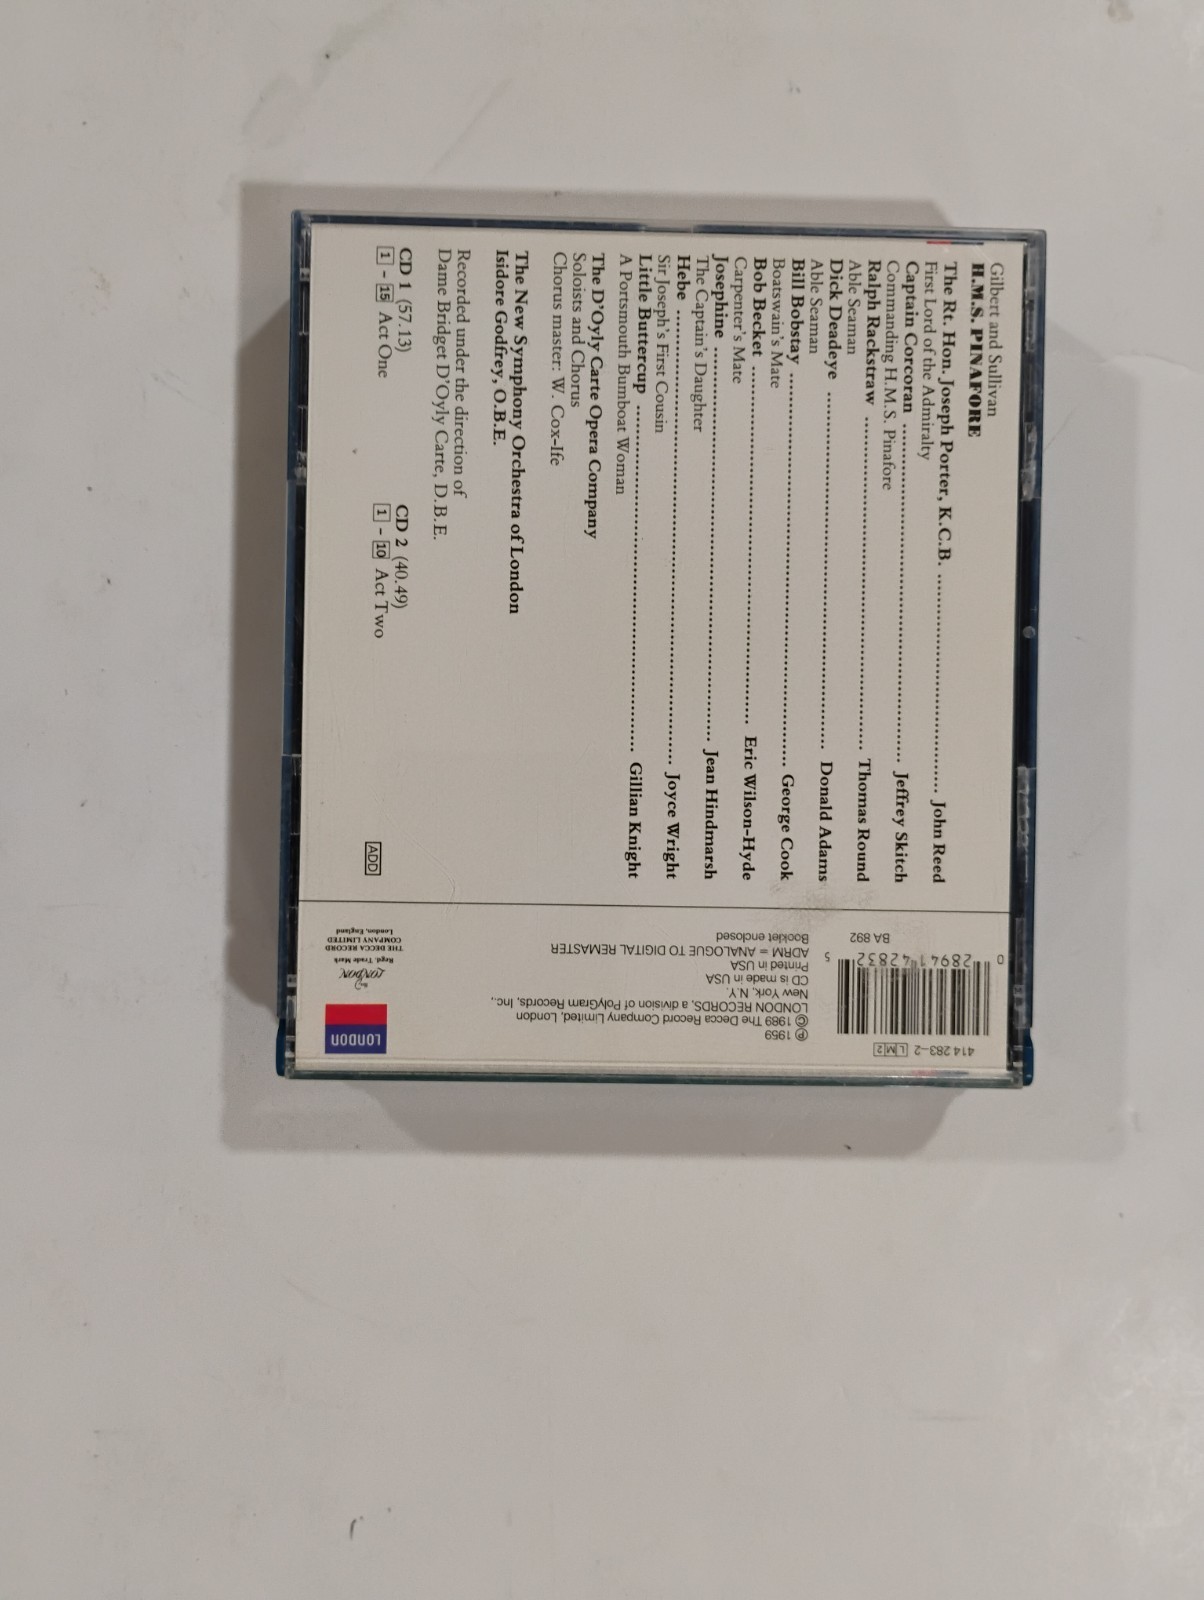 Gilbert and Sullivan
H.M.S. PINAFORE
The Rt. Hon. Joseph Porter, K.C.B. .............................. John Reed
First Lord of the Admiralty
Captain Corcoran .............................. Jeffrey Skitch
Commanding H.M.S. Pinafore
Ralph Rackstraw .............................. Thomas Round
Able Seaman
Dick Deadeye .............................. Donald Adams
Able Seaman
Bill Bobstay .............................. George Cook
Boatswain's Mate
Bob Becket .............................. Eric Wilson-Hyde
Carpenter's Mate
Josephine .............................. Jean Hindmarsh
The Captain's Daughter
Hebe .............................. Joyce Wright
Sir Joseph's First Cousin
Little Buttercup .............................. Gillian Knight
A Portsmouth Bumboat Woman
The D'Oyly Carte Opera Company
Soloists and Chorus
Chorus master: W. Cox-Ife
The New Symphony Orchestra of London
Isidore Godfrey, O.B.E.
Recorded under the direction of
Dame Bridget D'Oyly Carte, D.B.E.
CD 1 (57.13)
1 – 15 Act One
CD 2 (40.49)
1 – 10 Act Two
ADD
414 283-2 LM2
0 28941 42832 5
BA 892
℗ 1959
© 1989 The Decca Record Company Limited, London
LONDON RECORDS, a division of PolyGram Records, Inc.,
New York, N.Y.
CD is made in USA
Printed in USA
ADRM = ANALOGUE TO DIGITAL REMASTER
Booklet enclosed
LONDON
LONDON
Regd. Trade Mark
THE DECCA RECORD
COMPANY LIMITED
London, England